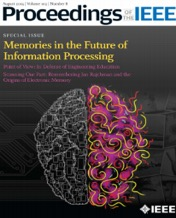 Proceedings OF THE IEEE
SPECIAL ISSUE
Memories in the Future of
Information Processing
Point of View: In Defense of Engineering Education
Scanning Our Past: Remembering Jan Rajchman and the
Origins of Electronic Memory
IEEE